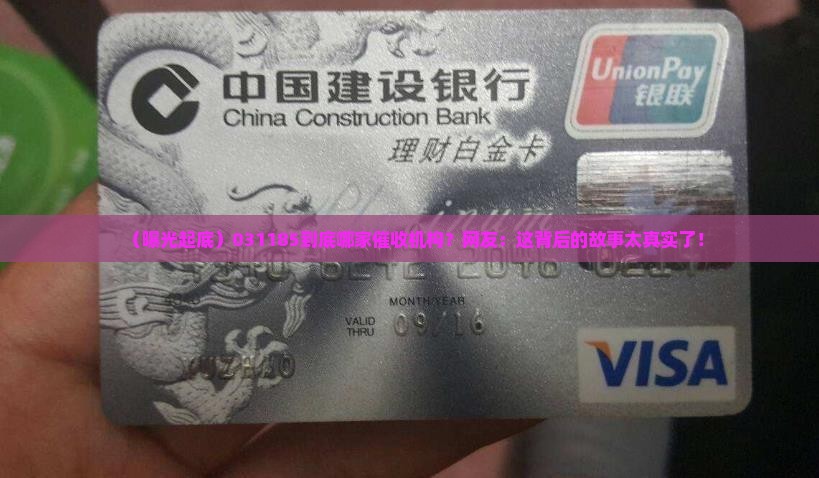 中国建设银行
China Construction Bank
理财白金卡
UnionPay
银联
（曝光起底）031185到底哪家催收机构？网友：这背后的故事太真实了！
MONTH/YEAR
VALID
THRU
09/16
VISA